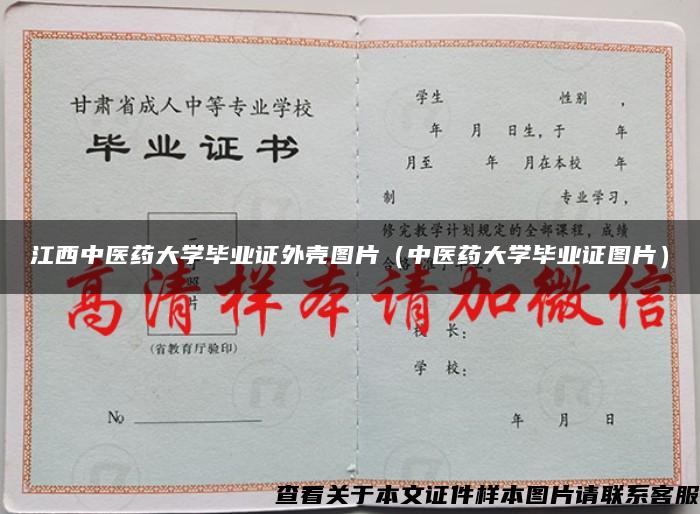 甘肃省成人中等专业学校
毕业证书
照
片
(省教育厅验印)
No
学生 性别 ,
年 月 日生,于 年
月至 年 月在本校 年
制 专业学习,
修完教学计划规定的全部课程,成绩
校 长:
学 校:
年 月 日
江西中医药大学毕业证外壳图片(中医药大学毕业证图片)
高清样本请加微信
查看关于本文证件样本图片请联系客服